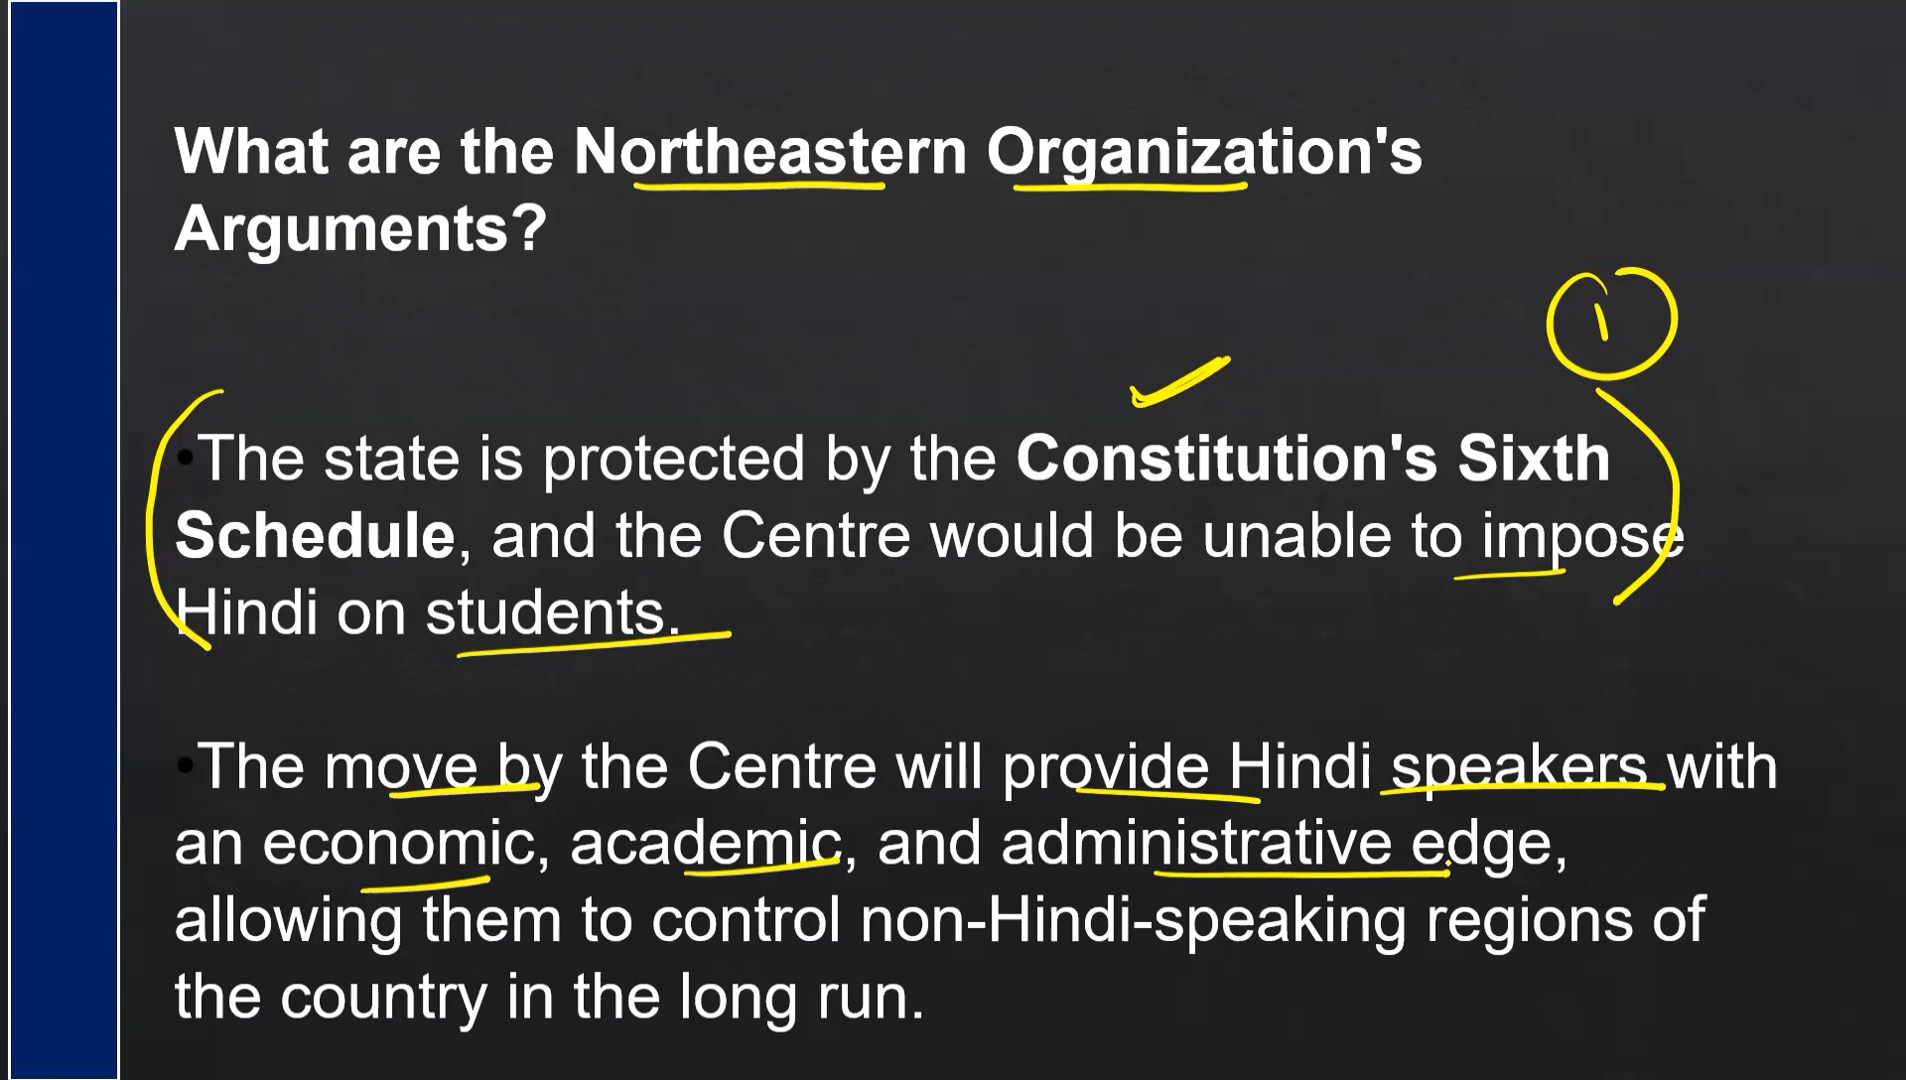 What are the Northeastern Organization's
Arguments?
1
•The state is protected by the Constitution's Sixth
Schedule, and the Centre would be unable to impose
Hindi on students.
•The move by the Centre will provide Hindi speakers with
an economic, academic, and administrative edge,
allowing them to control non-Hindi-speaking regions of
the country in the long run.